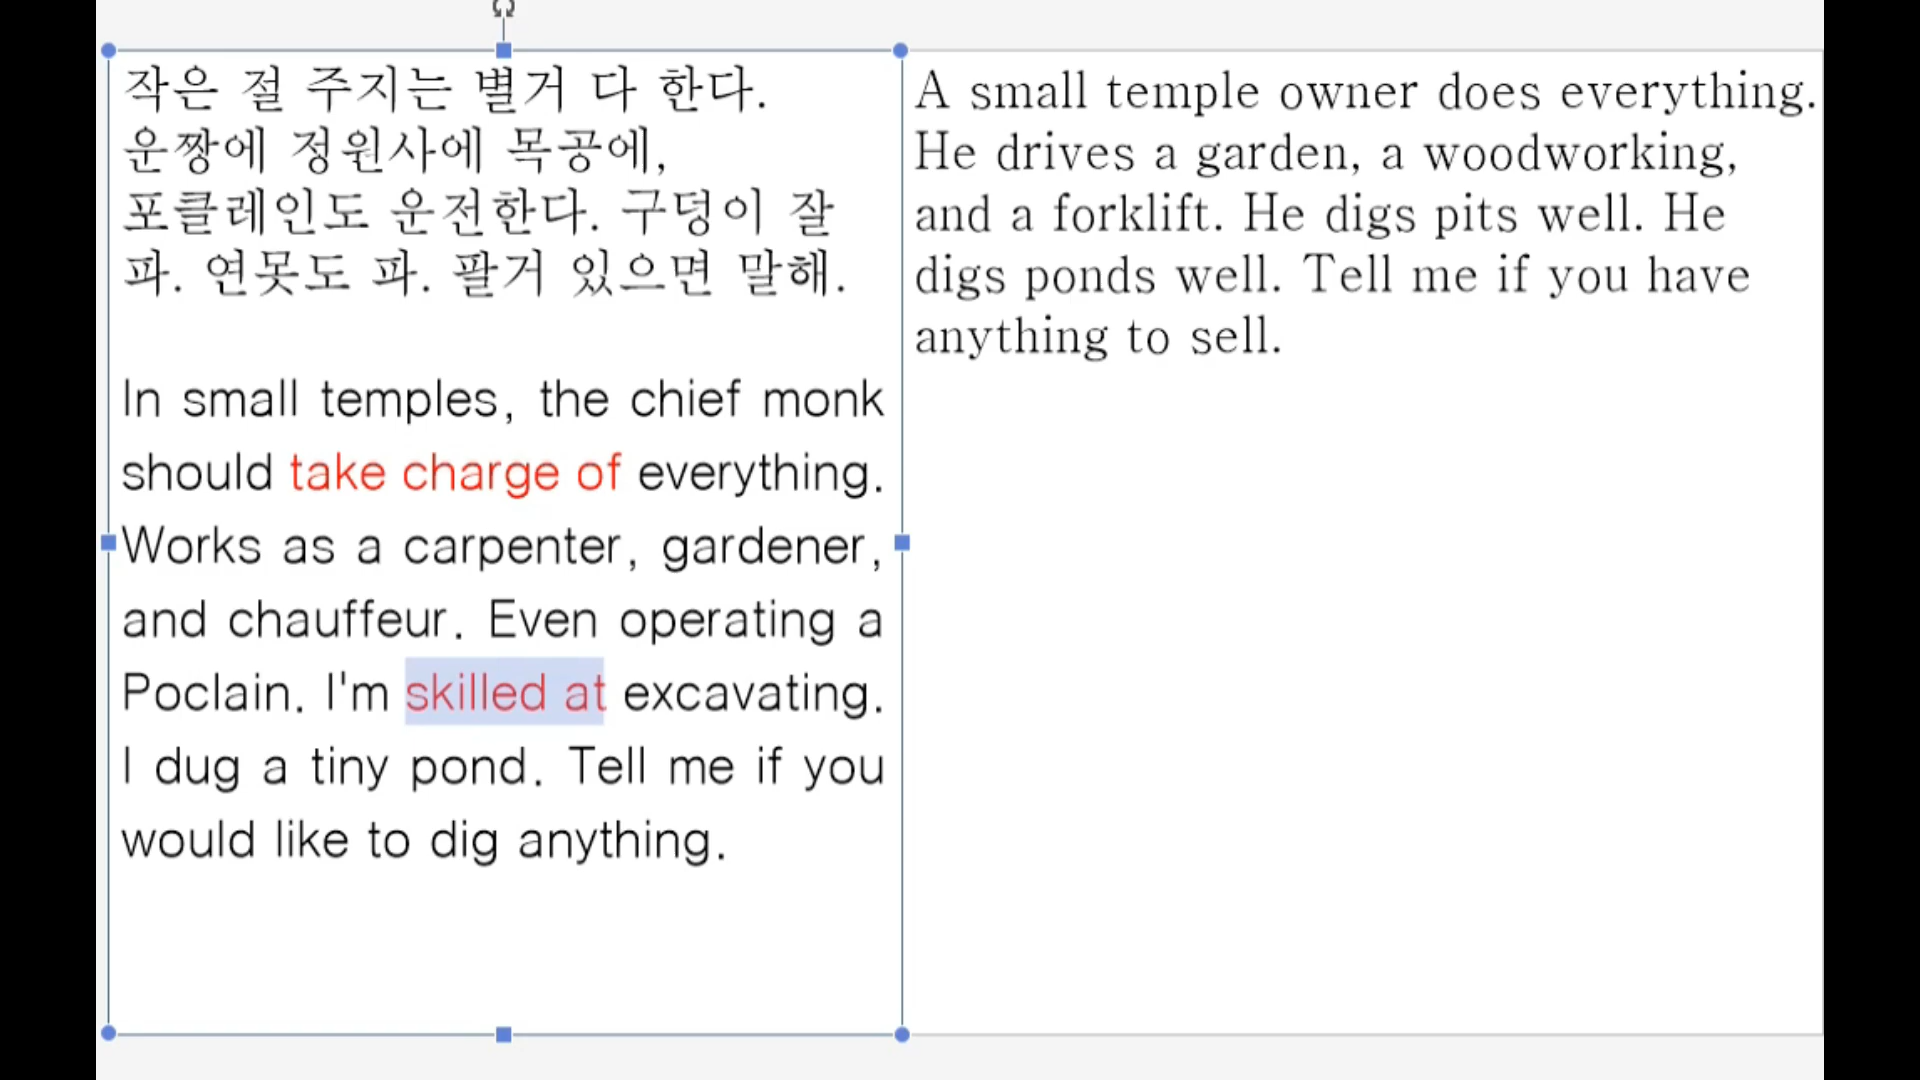 작은 절 주지는 별거 다 한다.
운짱에 정원사에 목공에,
포클레인도 운전한다. 구덩이 잘
파. 연못도 파. 팔거 있으면 말해.
In small temples, the chief monk
should take charge of everything.
Works as a carpenter, gardener,
and chauffeur. Even operating a
Poclain. I'm skilled at excavating.
I dug a tiny pond. Tell me if you
would like to dig anything.
A small temple owner does everything.
He drives a garden, a woodworking,
and a forklift. He digs pits well. He
digs ponds well. Tell me if you have
anything to sell.